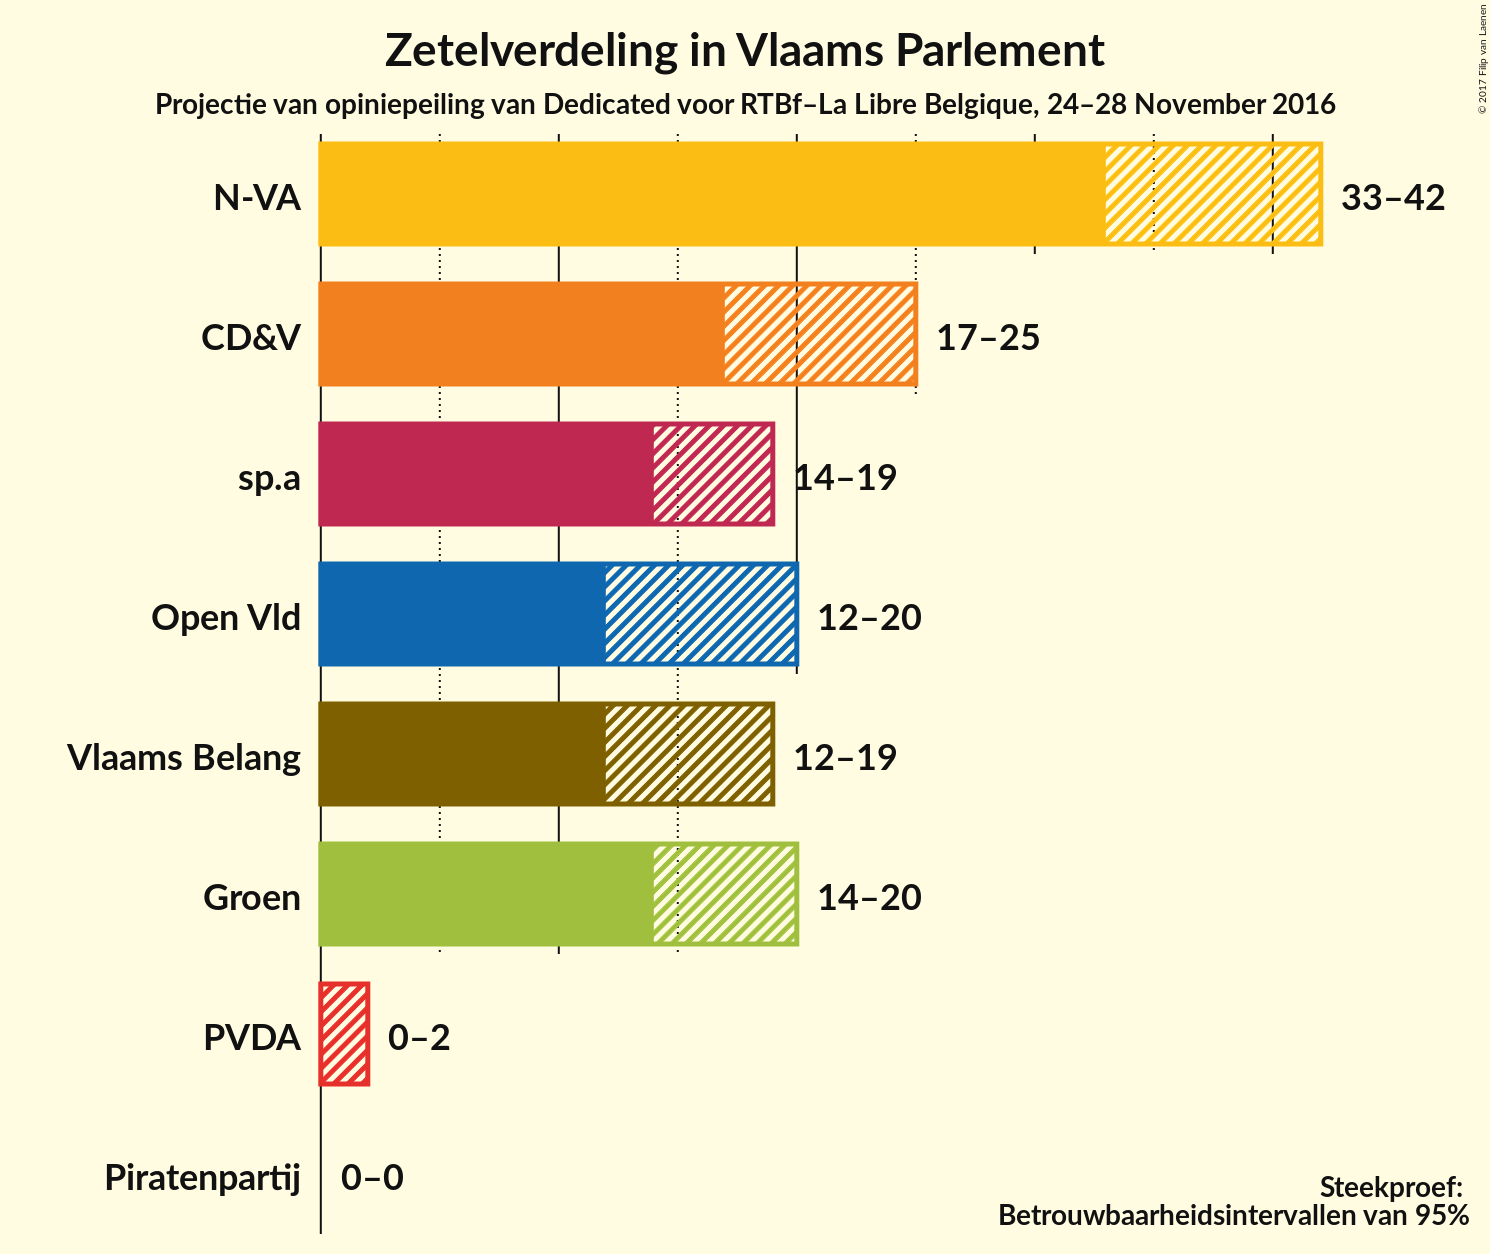 Zetelverdeling in Vlaams Parlement
Projectie van opiniepeiling van Dedicated voor RTBf–La Libre Belgique, 24–28 November 2016
© 2017 Filip van Laenen
N-VA 33–42
CD&V 17–25
sp.a 14–19
Open Vld 12–20
Vlaams Belang 12–19
Groen 14–20
PVDA 0–2
Piratenpartij 0–0
Steekproef:
Betrouwbaarheidsintervallen van 95%